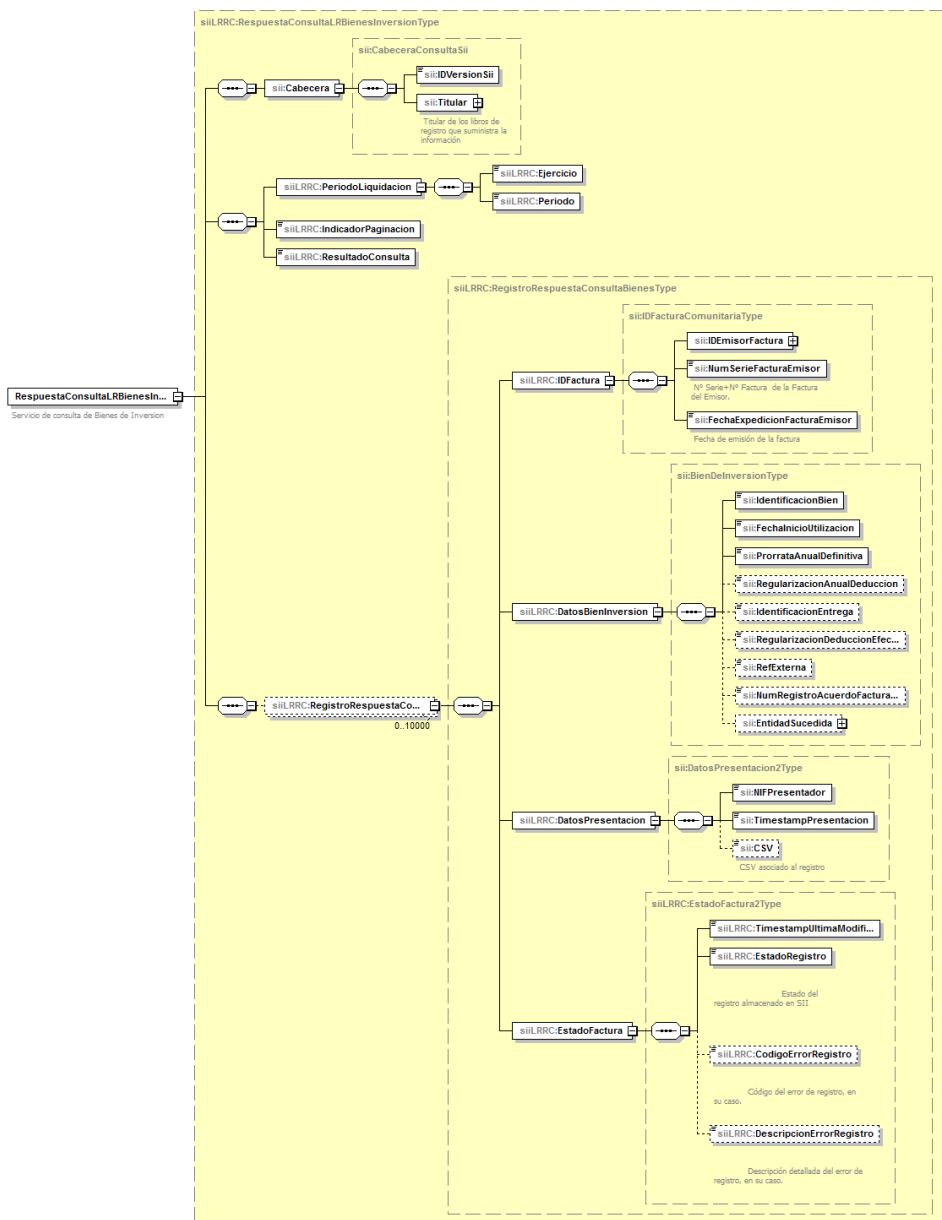 siiLRRC:RespuestaConsultaLRBienesInversionType
sii:CabeceraConsultaSii
sii:Cabecera
sii:IDVersionSii
sii:Titular
Titular de los libros de
registro que suministra la
información
siiLRRC:PeriodoLiquidacion
siiLRRC:Ejercicio
siiLRRC:Periodo
siiLRRC:IndicadorPaginacion
siiLRRC:ResultadoConsulta
RespuestaConsultaLRBienesIn...
Servicio de consulta de Bienes de Inversion
siiLRRC:RegistroRespuestaCo...
0..10000
siiLRRC:RegistroRespuestaConsultaBienesType
siiLRRC:IDFactura
sii:IDFacturaComunitariaType
sii:IDEmisorFactura
sii:NumSerieFacturaEmisor
Nº Serie+Nº Factura de la Factura
del Emisor.
sii:FechaExpedicionFacturaEmisor
Fecha de emisión de la factura
siiLRRC:DatosBienInversion
sii:BienDeInversionType
sii:IdentificacionBien
sii:FechaInicioUtilizacion
sii:ProrrataAnualDefinitiva
sii:RegularizacionAnualDeduccion
sii:IdentificacionEntrega
sii:RegularizacionDeduccionEfec...
sii:RefExterna
sii:NumRegistroAcuerdoFactura...
sii:EntidadSucedida
siiLRRC:DatosPresentacion
sii:DatosPresentacion2Type
sii:NIFPresentador
sii:TimestampPresentacion
sii:CSV
CSV asociado al registro
siiLRRC:EstadoFactura
siiLRRC:EstadoFactura2Type
siiLRRC:TimestampUltimaModifi...
siiLRRC:EstadoRegistro
Estado del
registro almacenado en SII
siiLRRC:CodigoErrorRegistro
Código del error de registro, en
su caso.
siiLRRC:DescripcionErrorRegistro
Descripción detallada del error de
registro, en su caso.